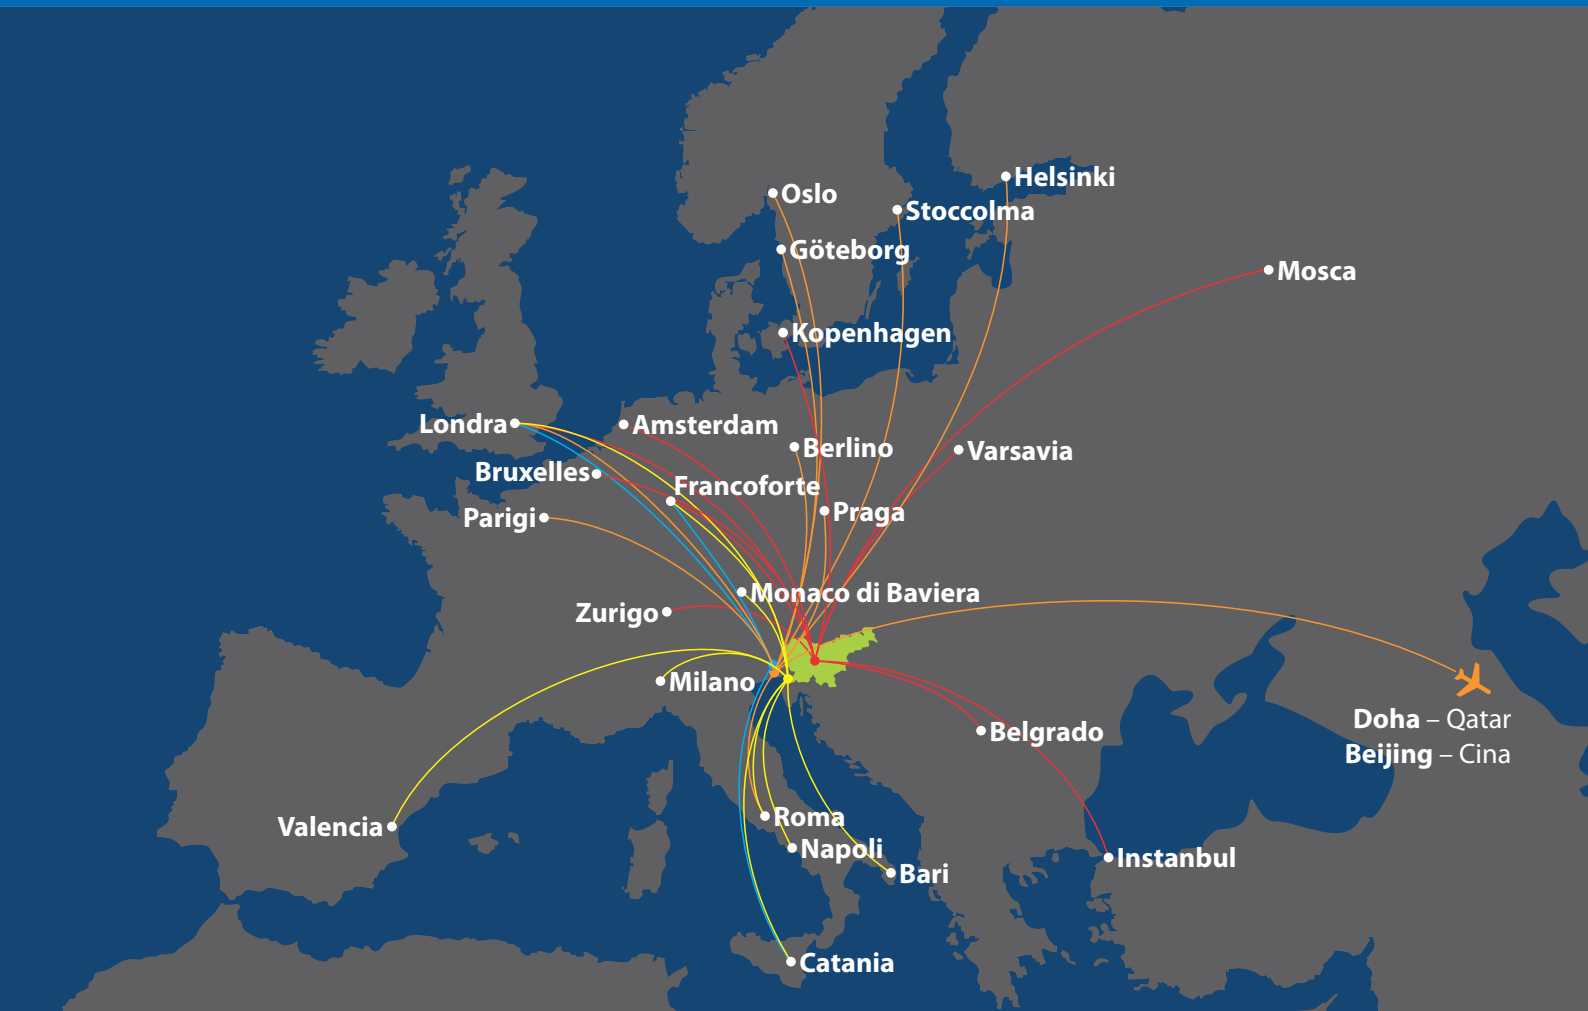 Helsinki
Oslo
Stoccolma
Göteborg
Mosca
Kopenhagen
Londra
Amsterdam
Berlino
Varsavia
Bruxelles
Francoforte
Parigi
Praga
Monaco di Baviera
Zurigo
Milano
Doha – Qatar
Belgrado
Beijing – Cina
Roma
Valencia
Napoli
Instanbul
Bari
Catania